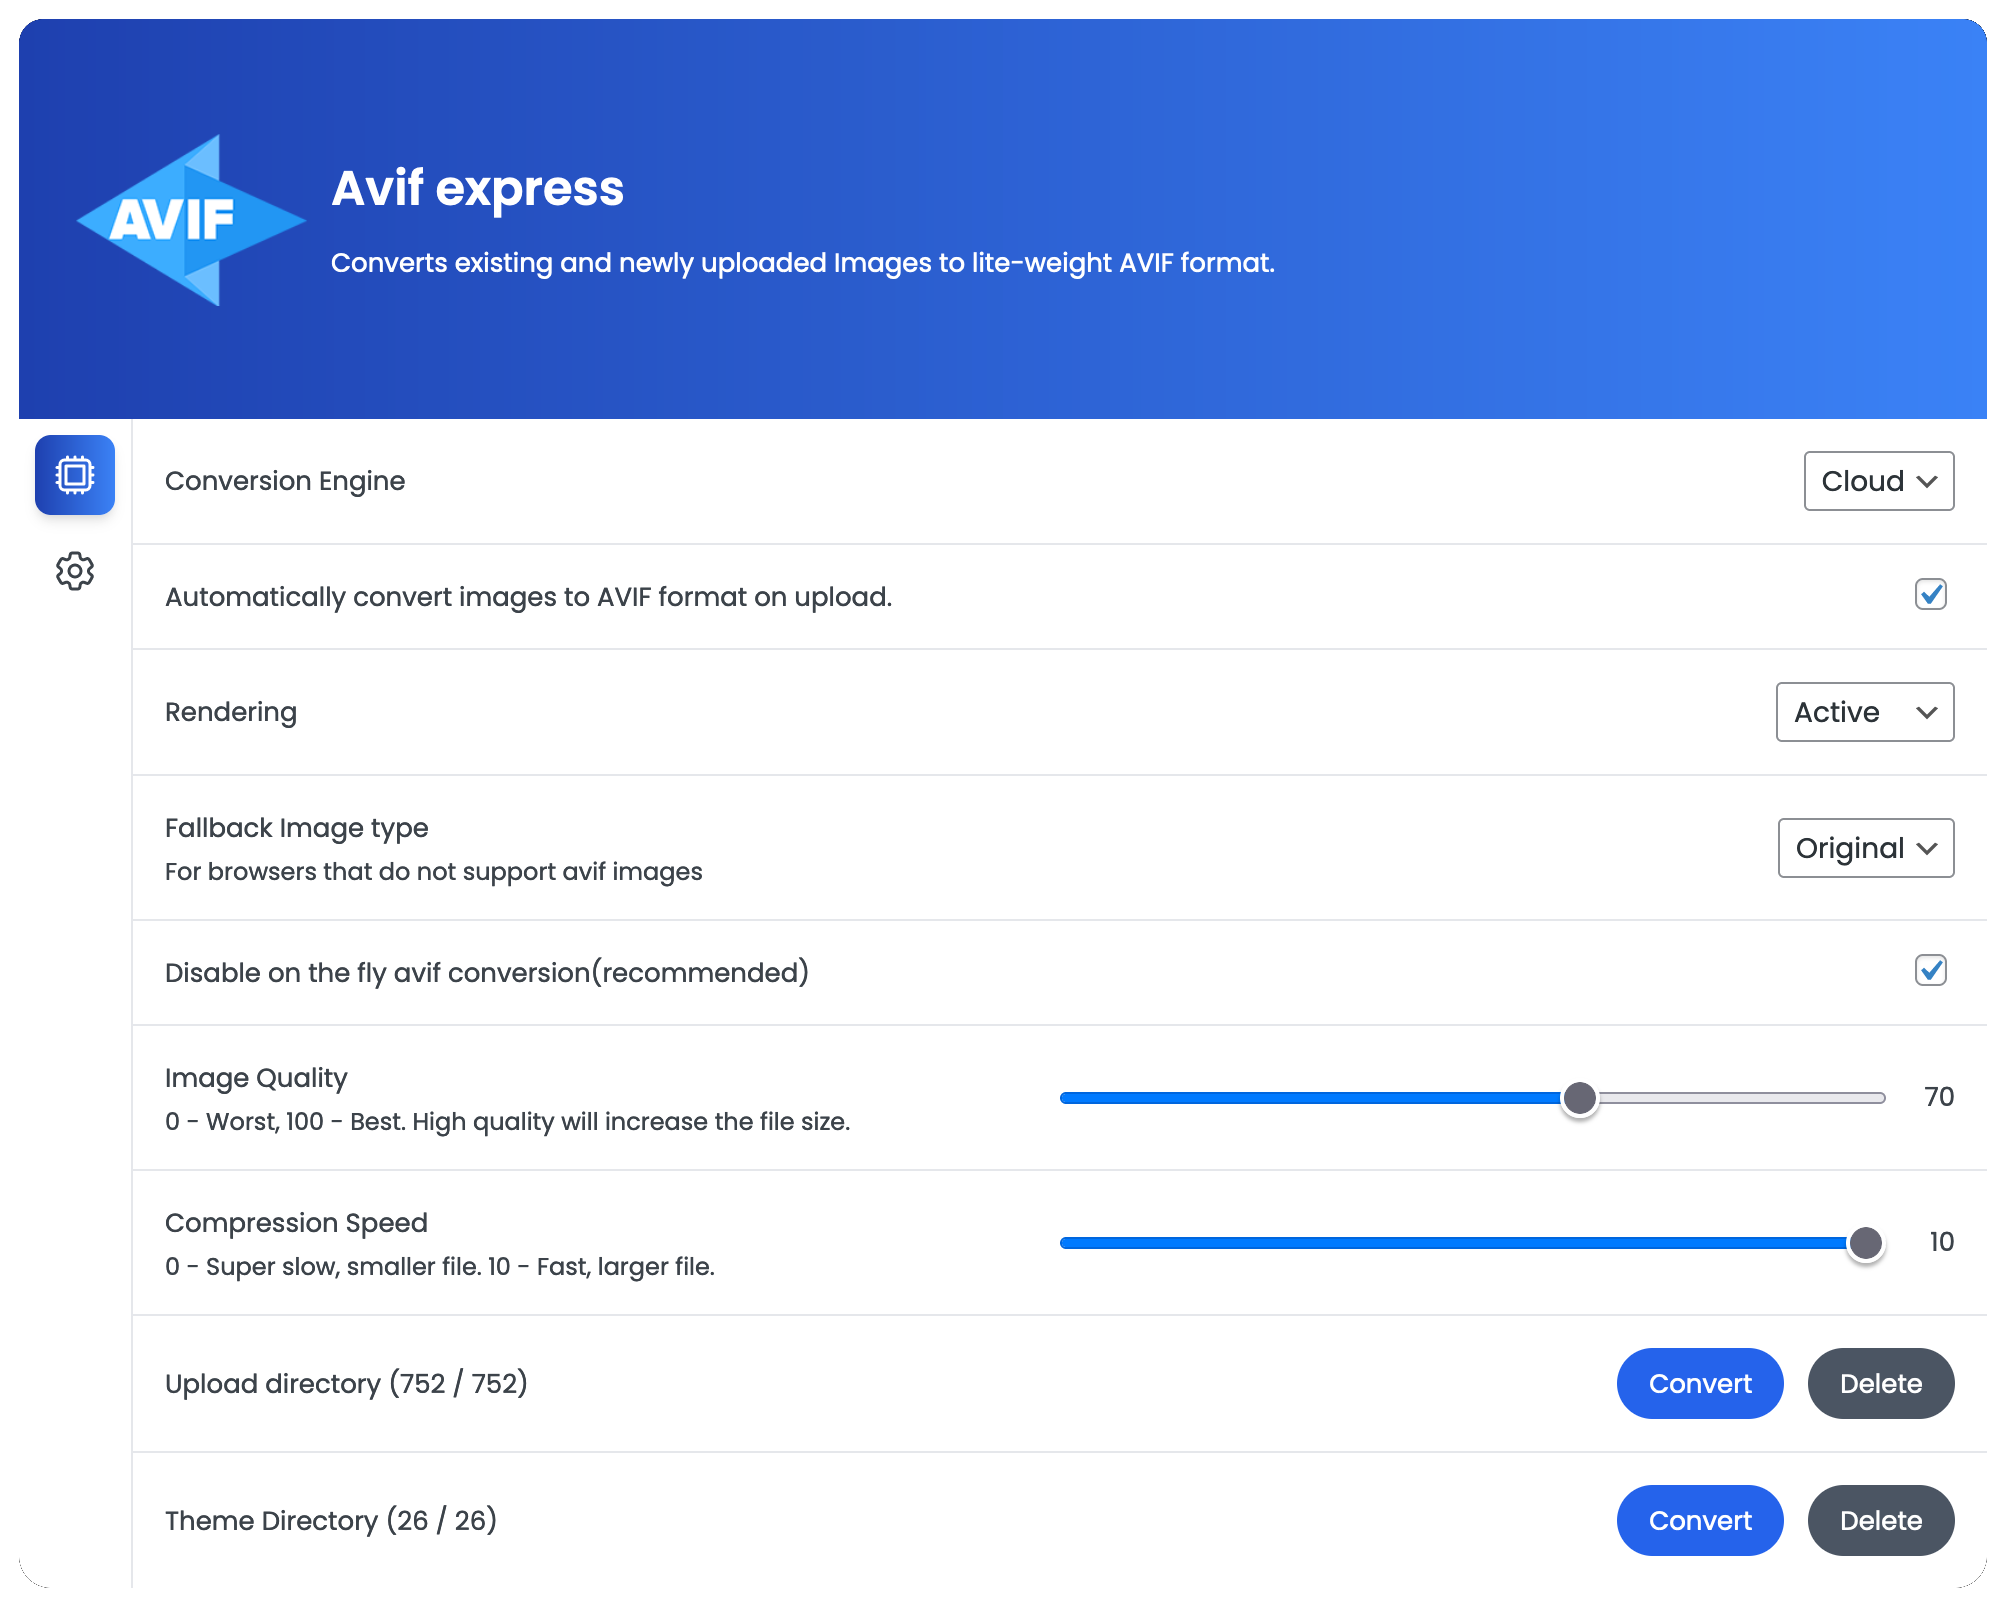 AVIF
Avif express
Converts existing and newly uploaded Images to lite-weight AVIF format.
Conversion Engine
Cloud
Automatically convert images to AVIF format on upload.
Rendering
Active
Fallback Image type
For browsers that do not support avif images
Original
Disable on the fly avif conversion(recommended)
Image Quality
0 - Worst, 100 - Best. High quality will increase the file size.
70
Compression Speed
0 - Super slow, smaller file. 10 - Fast, larger file.
10
Upload directory (752 / 752)
Convert
Delete
Theme Directory (26 / 26)
Convert
Delete